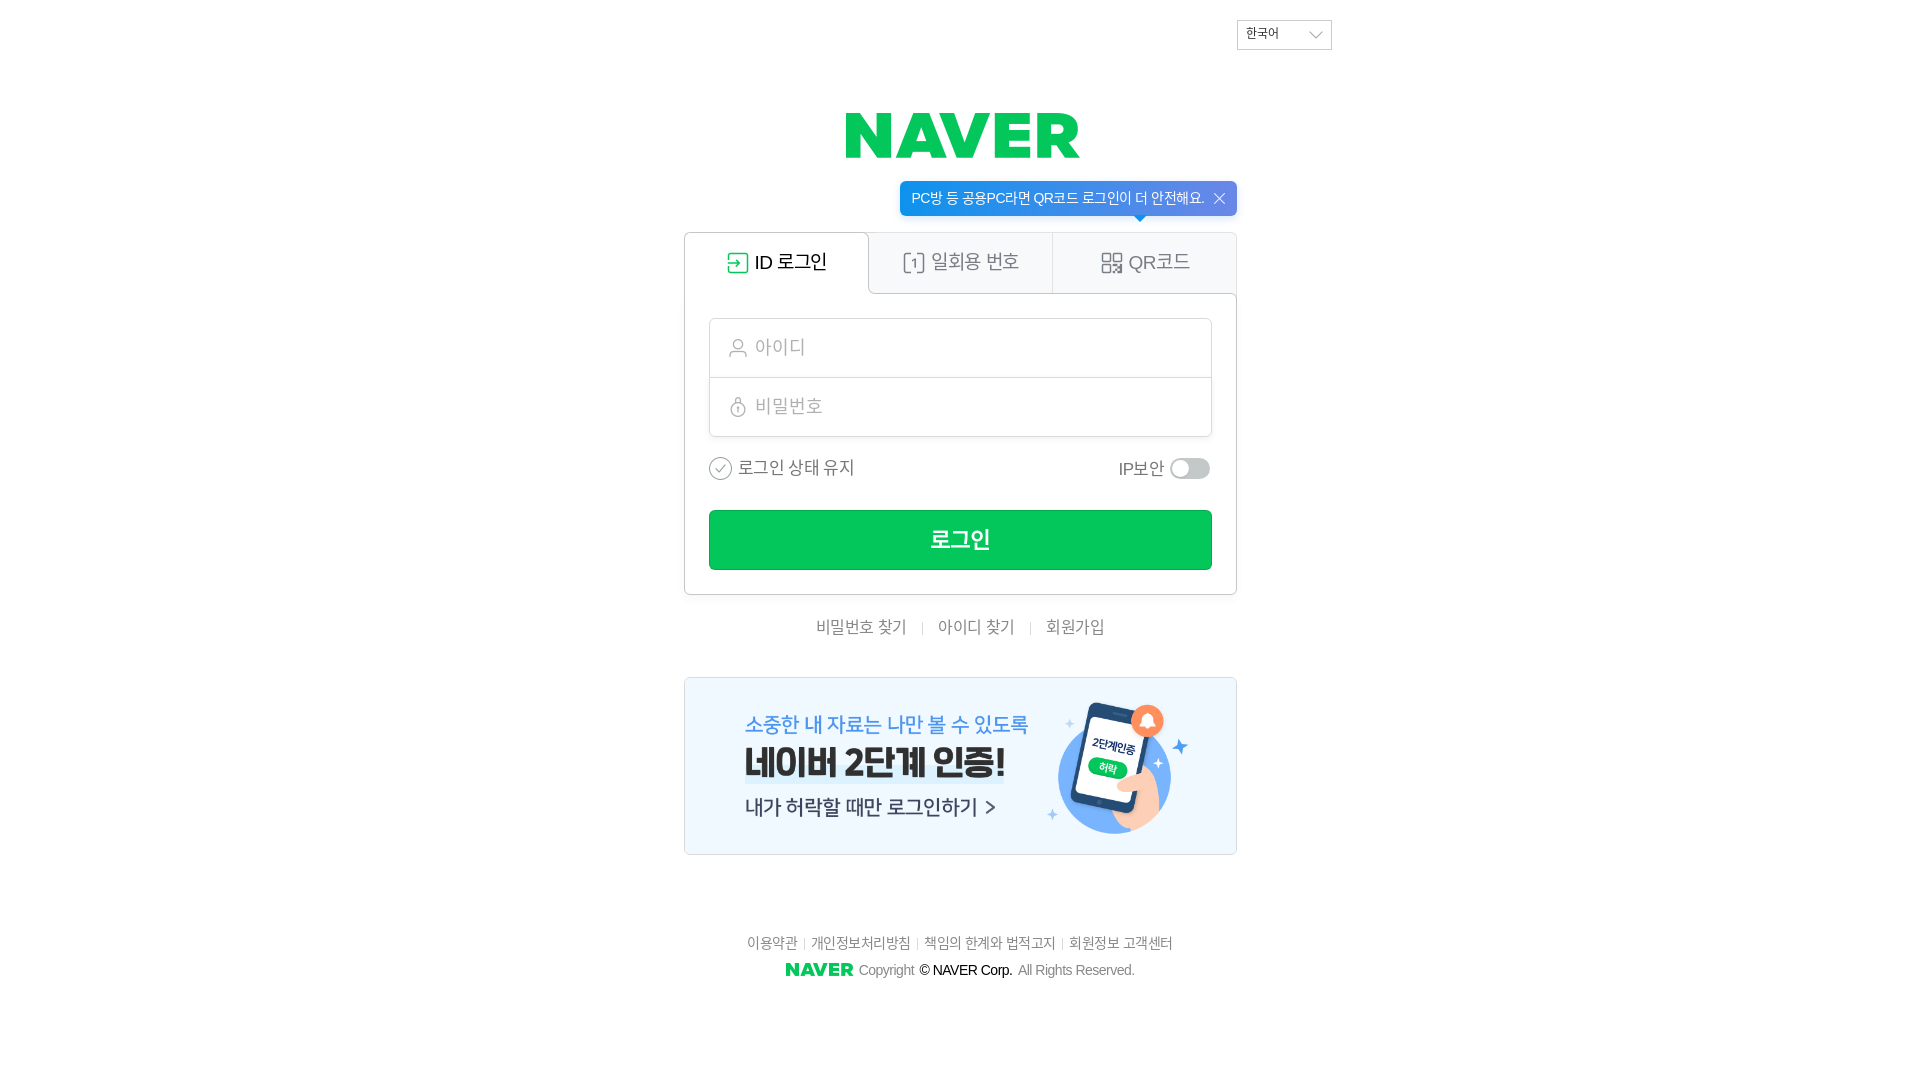 한국어
NAVER
PC방 등 공용PC라면 QR코드 로그인이 더 안전해요.
ID 로그인
일회용 번호
QR코드
아이디
비밀번호
로그인 상태 유지
IP보안
로그인
비밀번호 찾기
아이디 찾기
회원가입
소중한 내 자료는 나만 볼 수 있도록
네이버 2단계 인증!
내가 허락할 때만 로그인하기 >
2단계인증
허락
이용약관
개인정보처리방침
책임의 한계와 법적고지
회원정보 고객센터
NAVER Copyright © NAVER Corp. All Rights Reserved.